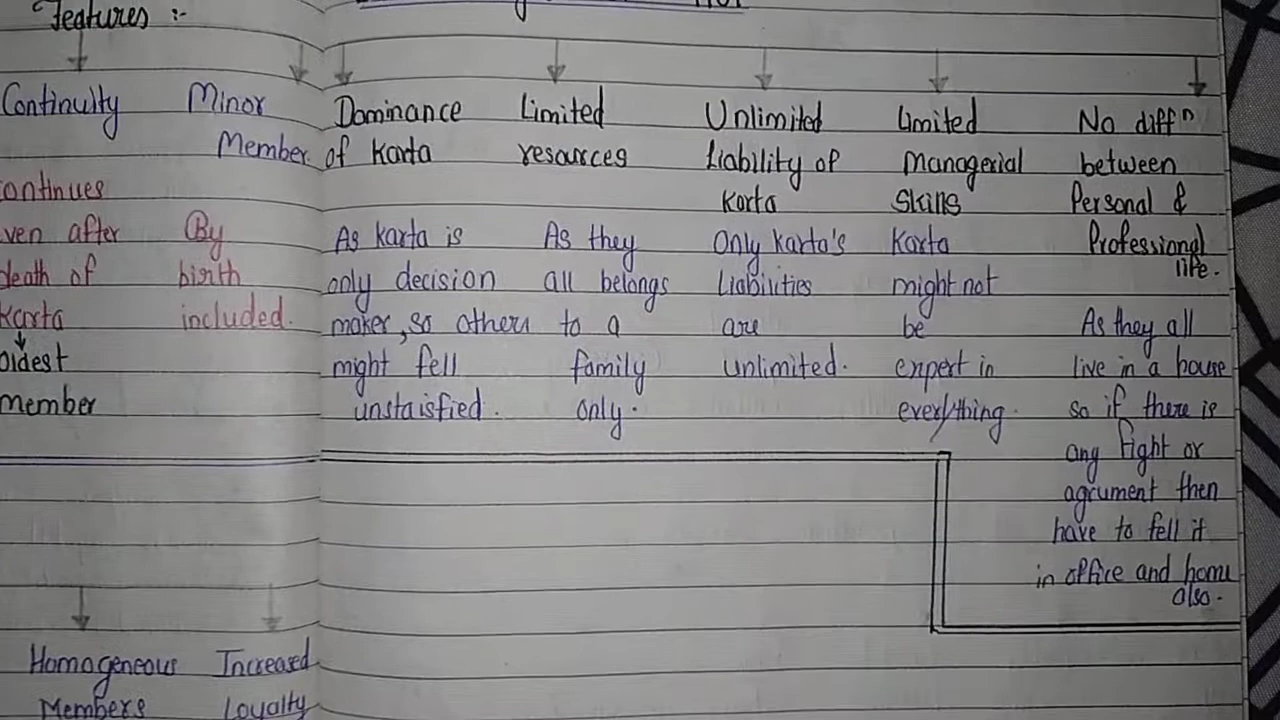 Features :-
Continuity
continues
even after
death of
Karta
oldest
member
Minor
Member
By
birth
included.
Dominance
of Karta
As karta is
only decision
maker, so others
might fell
unstaisfied.
Limited
resources
As they
all belongs
to a
family
only.
Unlimited
Liability of
Karta
Only Karta's
Liabilities
are
unlimited.
Limited
Managerial
Skills
Karta
might not
be
expert in
everything.
No diffn
between
Personal &
Professional
life.
As they all
live in a house
so if there is
any fight or
agrument then
have to fell it
in office and home
also.
Homogeneous
Members
Increased
Loyalty